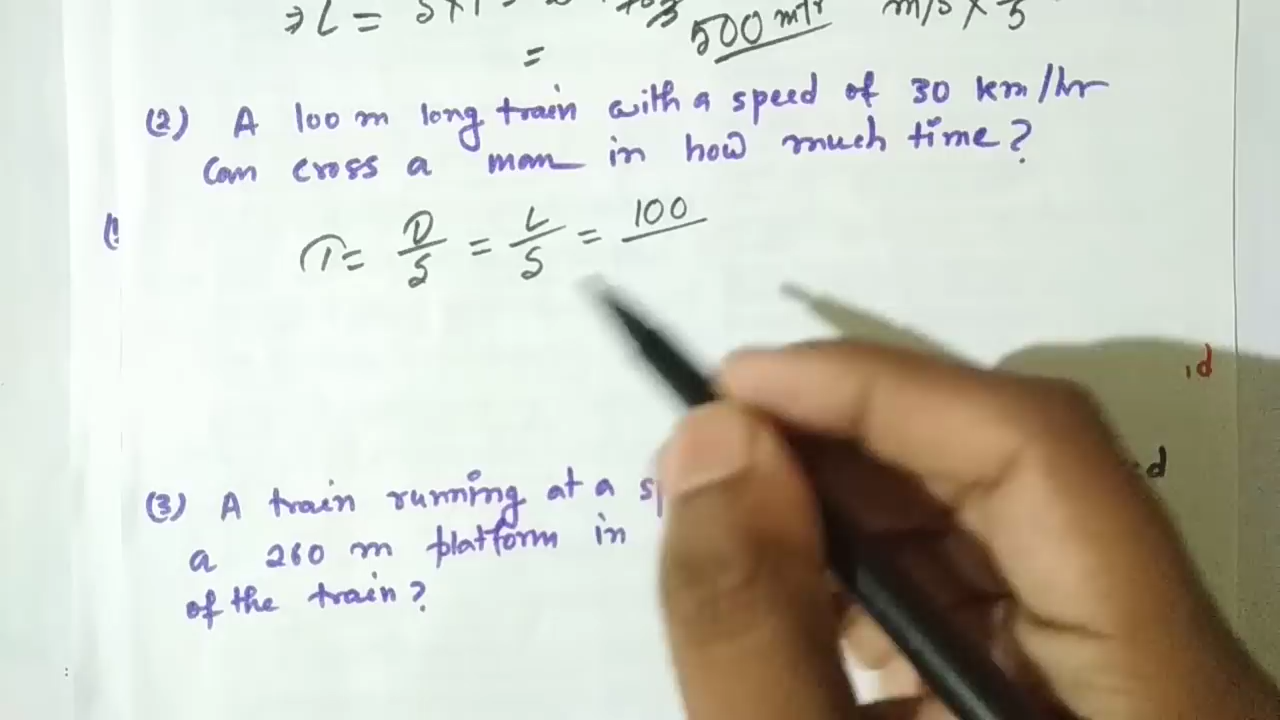 ⇒ L = S × T =
= 500 mtr m/s × 5
(2) A 100 m long train with a speed of 30 km/hr
can cross a man in how much time?
T = D/S = L/S = 100
(3) A train running at a
a 260 m platform in
of the train?